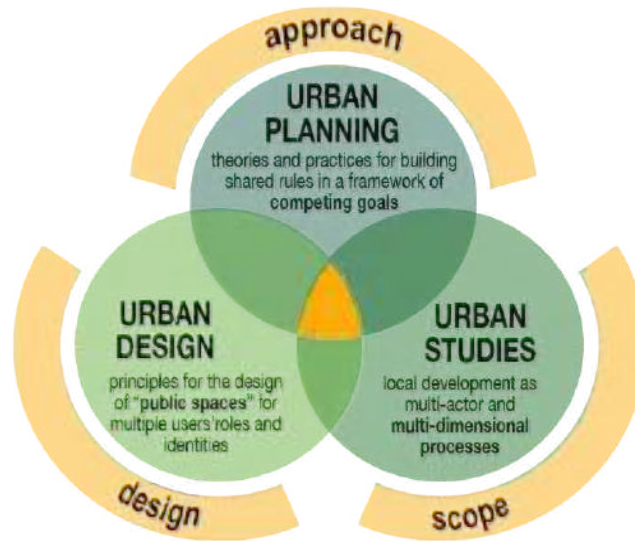 approach
URBAN
PLANNING
theories and practices for building
shared rules in a framework of
competing goals
URBAN
DESIGN
principles for the design
of "public spaces" for
multiple users'roles and
identities
URBAN
STUDIES
local development as
multi-actor and
multi-dimensional
processes
design
scope